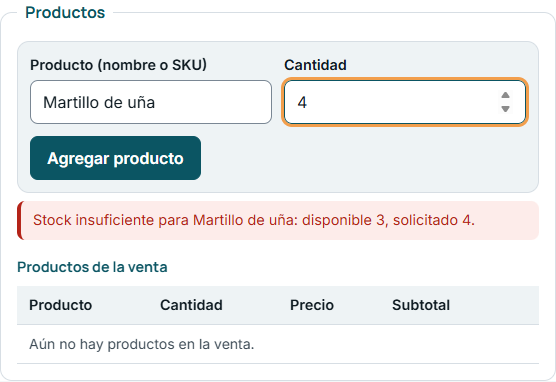 Productos
Producto (nombre o SKU) Cantidad
Martillo de uña 4
Agregar producto
Stock insuficiente para Martillo de uña: disponible 3, solicitado 4.
Productos de la venta
Producto Cantidad Precio Subtotal
Aún no hay productos en la venta.